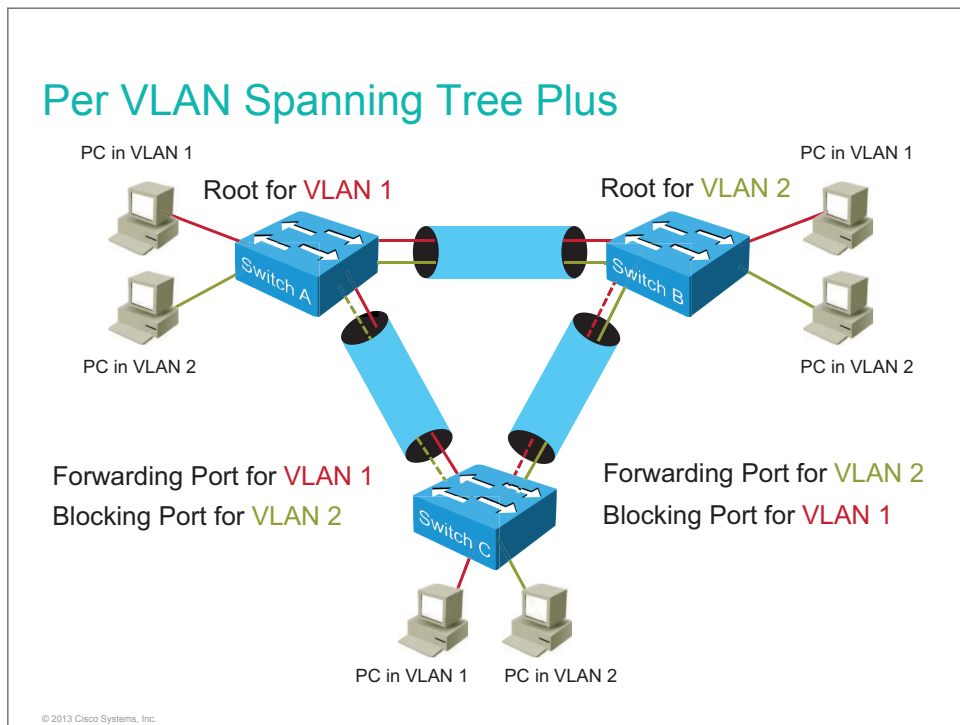 Per VLAN Spanning Tree Plus
PC in VLAN 1
PC in VLAN 1
Root for VLAN 1
Root for VLAN 2
Switch A
Switch B
PC in VLAN 2
PC in VLAN 2
Forwarding Port for VLAN 1
Blocking Port for VLAN 2
Forwarding Port for VLAN 2
Blocking Port for VLAN 1
Switch C
PC in VLAN 1
PC in VLAN 2
© 2013 Cisco Systems, Inc.